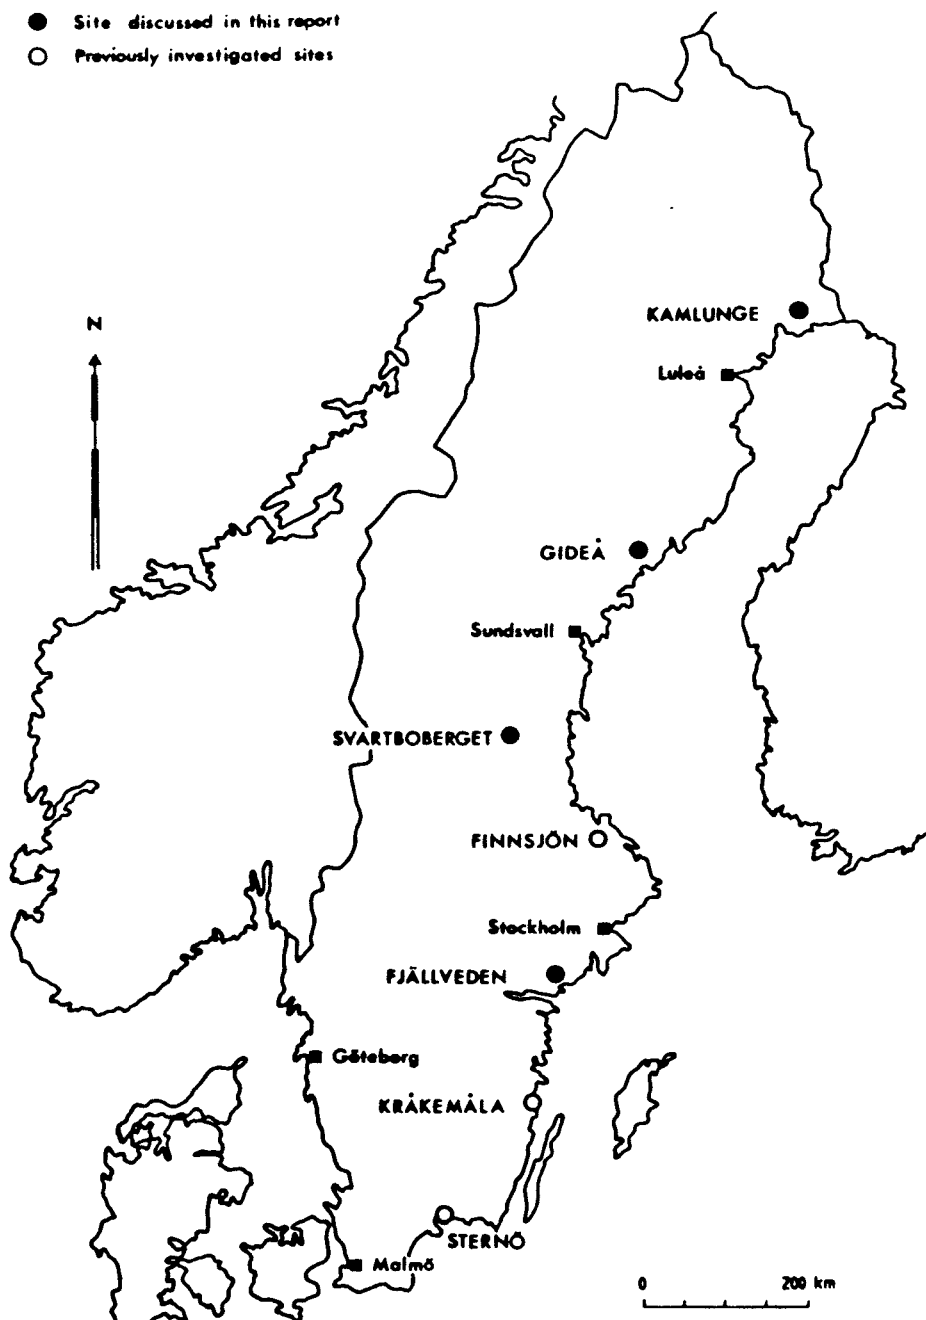 Site discussed in this report
Previously investigated sites
N
KAMLUNGE
Luleå
GIDEÅ
Sundsvall
SVARTBOBERGET
FINNSJÖN
Stockholm
FJÄLLVEDEN
Göteborg
KRÅKEMÅLA
STERNÖ
Malmö
0 200 km